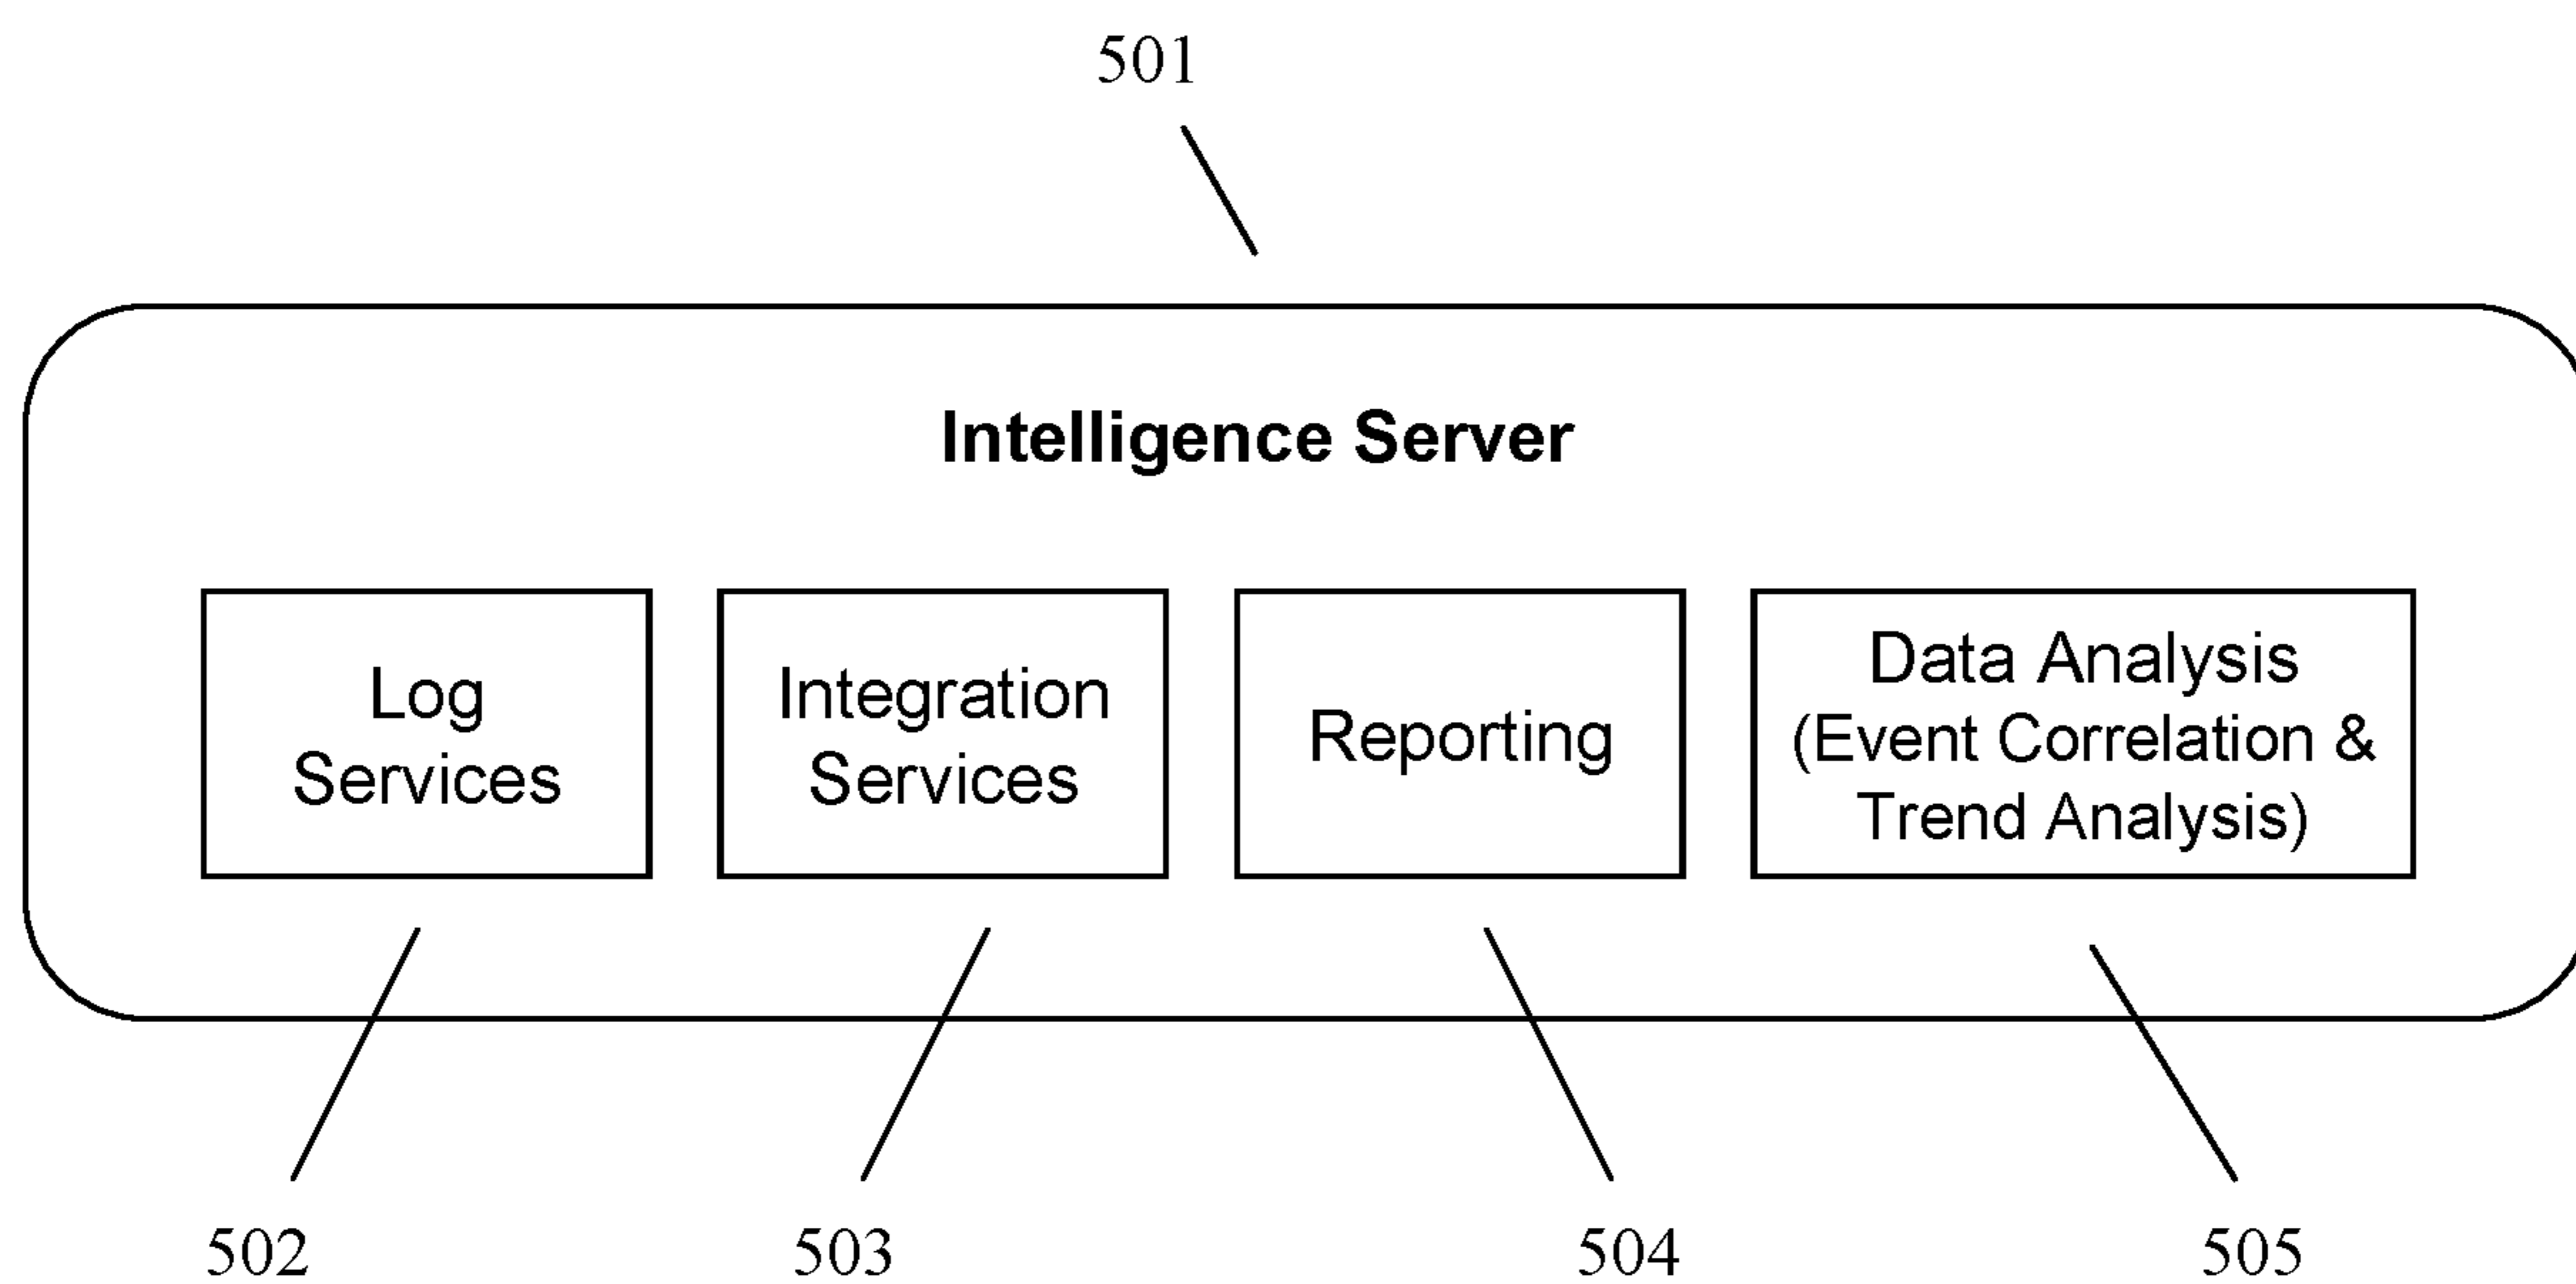 501
Intelligence Server
Log
Services
Integration
Services
Reporting
Data Analysis
(Event Correlation &
Trend Analysis)
502
503
504
505